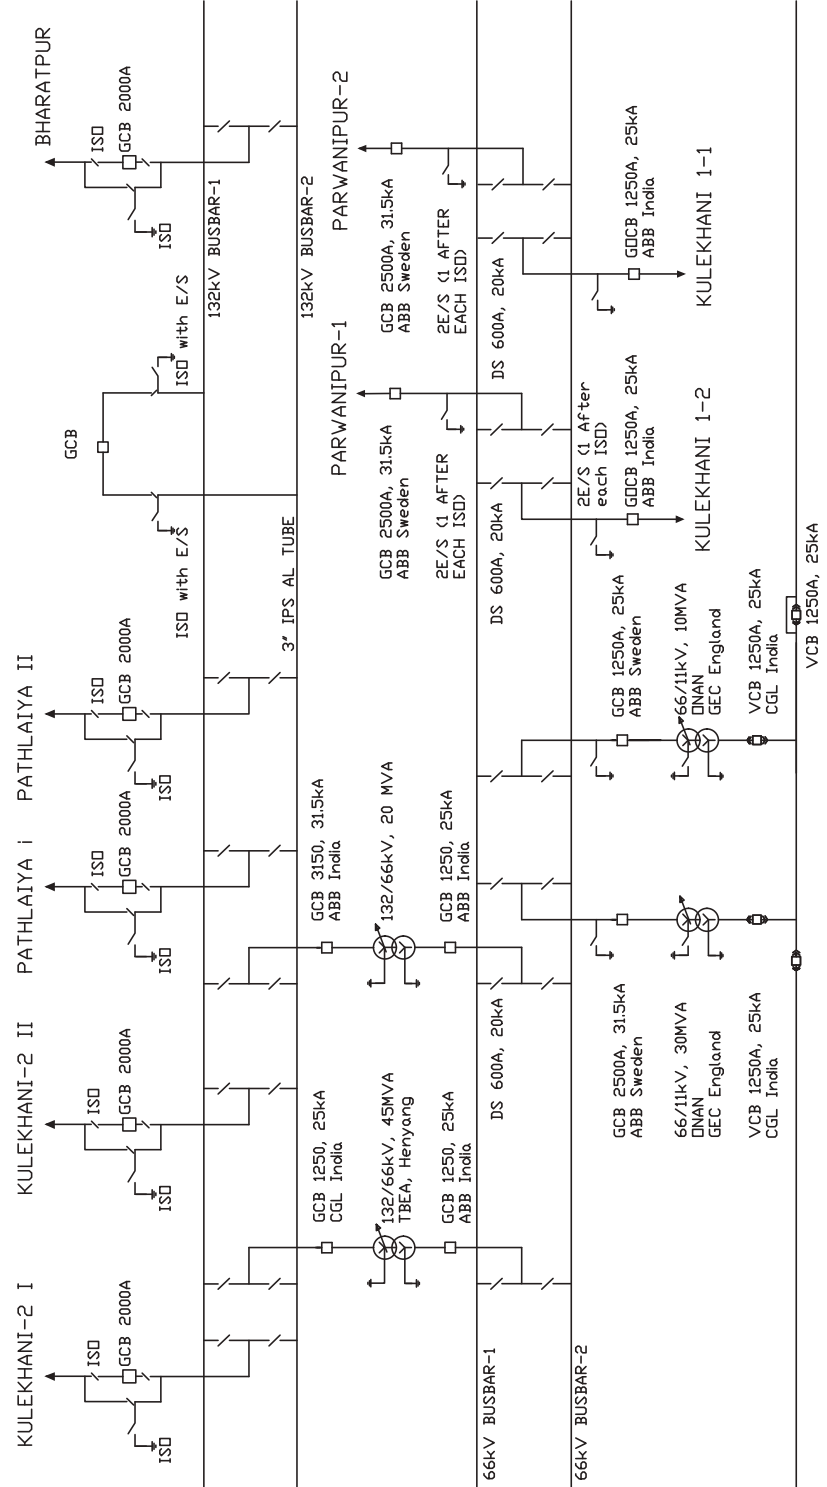 KULEKHANI-2 I
KULEKHANI-2 II
PATHLAIYA i
PATHLAIYA II
BHARATPUR
ISO
GCB 2000A
ISO
ISO
GCB 2000A
ISO
ISO
GCB 2000A
ISO
ISO
GCB 2000A
ISO
GCB
ISO with E/S
ISO with E/S
ISO
GCB 2000A
ISO
132kV BUSBAR-1
3" IPS AL TUBE
132kV BUSBAR-2
GCB 1250, 25kA
CGL India
132/66kV, 45MVA
TBEA, Henyang
GCB 1250, 25kA
ABB India
GCB 3150, 31.5kA
ABB India
132/66kV, 20 MVA
GCB 1250, 25kA
ABB India
PARWANIPUR-1
GCB 2500A, 31.5kA
ABB Sweden
2E/S (1 AFTER
EACH ISO)
PARWANIPUR-2
GCB 2500A, 31.5kA
ABB Sweden
2E/S (1 AFTER
EACH ISO)
66kV BUSBAR-1
DS 600A, 20kA
DS 600A, 20kA
DS 600A, 20kA
66kV BUSBAR-2
GCB 2500A, 31.5kA
ABB Sweden
66/11kV, 30MVA
ONAN
GEC England
VCB 1250A, 25kA
CGL India
GCB 1250A, 25kA
ABB Sweden
66/11kV, 10MVA
ONAN
GEC England
VCB 1250A, 25kA
CGL India
2E/S (1 After
each ISO)
GOCB 1250A, 25kA
ABB India
KULEKHANI 1-2
GOCB 1250A, 25kA
ABB India
KULEKHANI 1-1
VCB 1250A, 25kA